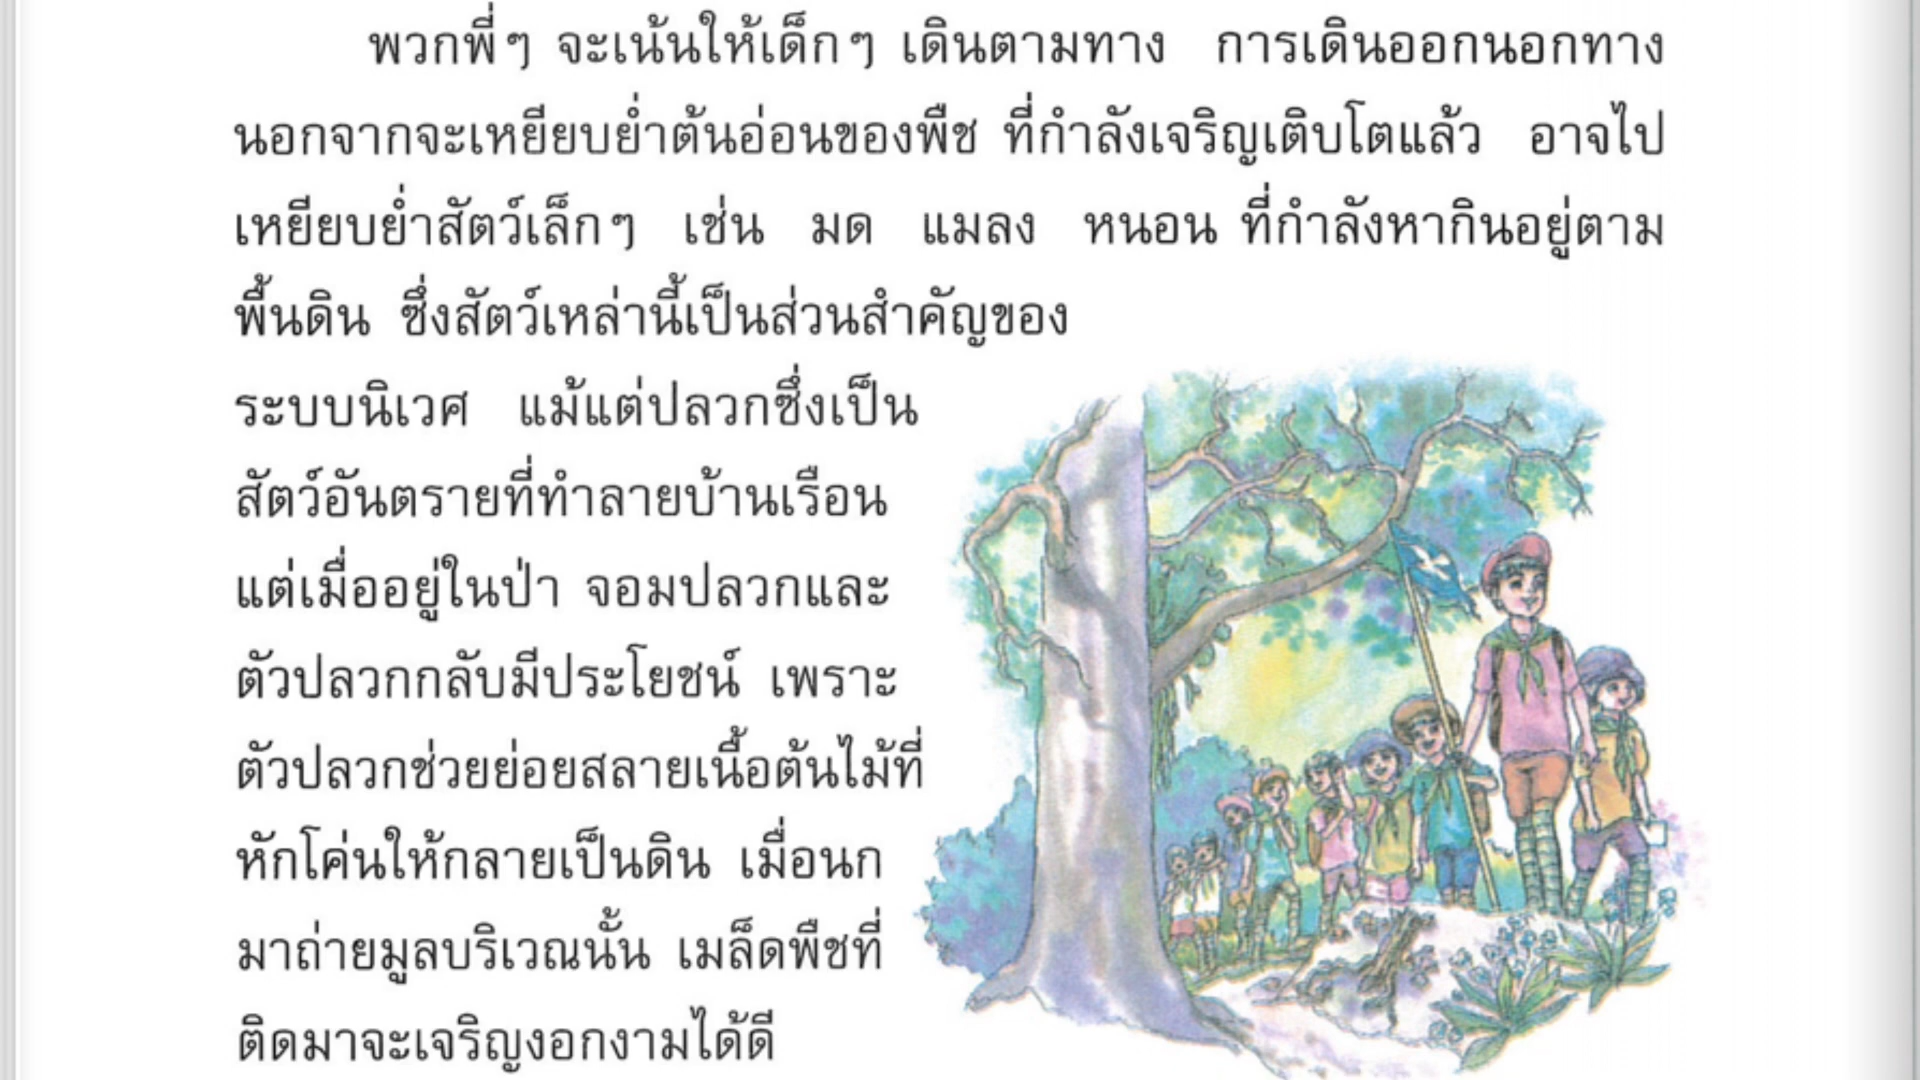 พวกพี่ๆ จะเน้นให้เด็กๆ เดินตามทาง การเดินออกนอกทาง
นอกจากจะเหยียบย่ำต้นอ่อนของพืช ที่กำลังเจริญเติบโตแล้ว อาจไป
เหยียบย่ำสัตว์เล็กๆ เช่น มด แมลง หนอน ที่กำลังหากินอยู่ตาม
พื้นดิน ซึ่งสัตว์เหล่านี้เป็นส่วนสำคัญของ
ระบบนิเวศ แม้แต่ปลวกซึ่งเป็น
สัตว์อันตรายที่ทำลายบ้านเรือน
แต่เมื่ออยู่ในป่า จอมปลวกและ
ตัวปลวกกลับมีประโยชน์ เพราะ
ตัวปลวกช่วยย่อยสลายเนื้อต้นไม้ที่
หักโค่นให้กลายเป็นดิน เมื่อนก
มาถ่ายมูลบริเวณนั้น เมล็ดพืชที่
ติดมาจะเจริญงอกงามได้ดี